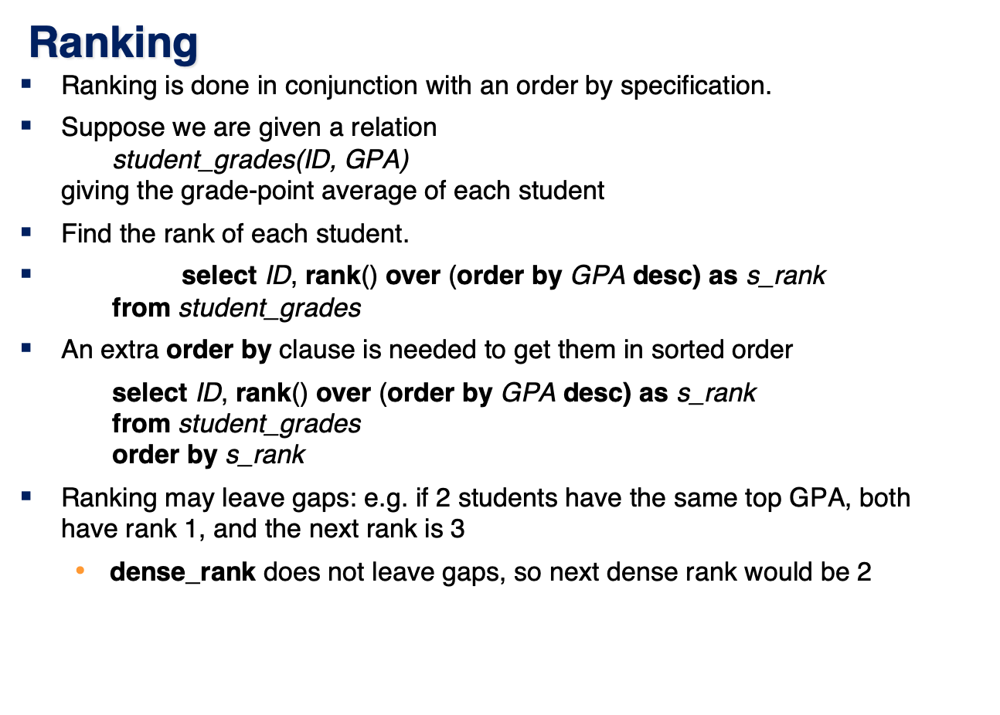 Ranking
Ranking is done in conjunction with an order by specification.
Suppose we are given a relation
student_grades(ID, GPA)
giving the grade-point average of each student
Find the rank of each student.
select ID, rank() over (order by GPA desc) as s_rank
from student_grades
An extra order by clause is needed to get them in sorted order
select ID, rank() over (order by GPA desc) as s_rank
from student_grades
order by s_rank
Ranking may leave gaps: e.g. if 2 students have the same top GPA, both
have rank 1, and the next rank is 3
dense_rank does not leave gaps, so next dense rank would be 2